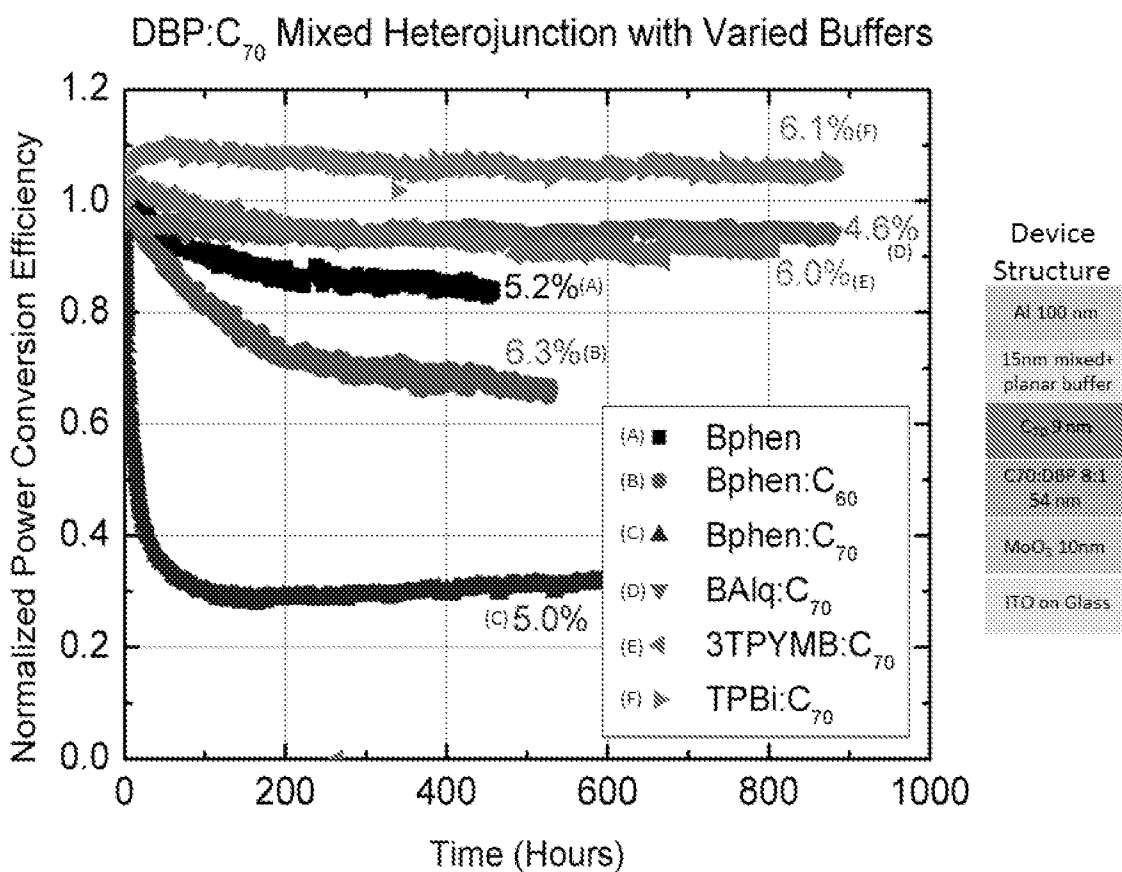 DBP:C₇₀ Mixed Heterojunction with Varied Buffers
Normalized Power Conversion Efficiency
1.2
1.0
0.8
0.6
0.4
0.2
0.0
6.1%(F)
4.6%
(D)
6.0%(E)
5.2%(A)
6.3%(B)
(C) 5.0%
(A) Bphen
(B) Bphen:C₆₀
(C) Bphen:C₇₀
(D) BAlq:C₇₀
(E) 3TPYMB:C₇₀
(F) TPBi:C₇₀
0 200 400 600 800 1000
Time (Hours)
Device
Structure
Al 100 nm
15nm mixed+
planar buffer
9 nm
C70:DBP 8:1
54 nm
MoO₃ 10nm
ITO on Glass